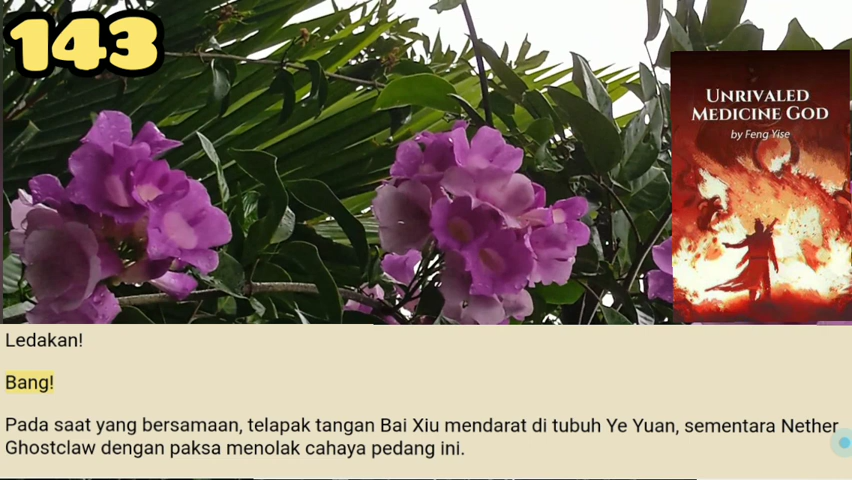 143
UNRIVALED
MEDICINE GOD
by Feng Yise
Ledakan!
Bang!
Pada saat yang bersamaan, telapak tangan Bai Xiu mendarat di tubuh Ye Yuan, sementara Nether
Ghostclaw dengan paksa menolak cahaya pedang ini.